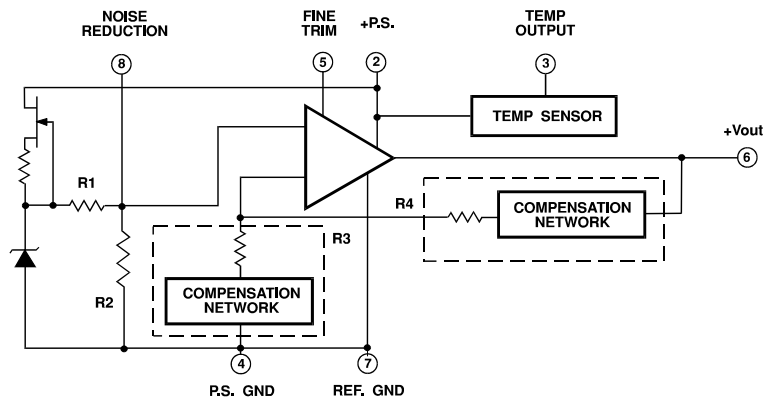 NOISE
REDUCTION
FINE
TRIM
+P.S.
TEMP
OUTPUT
8
5
2
3
TEMP SENSOR
+Vout
6
R1
R4
COMPENSATION
NETWORK
R3
R2
COMPENSATION
NETWORK
4
7
P.S. GND
REF. GND